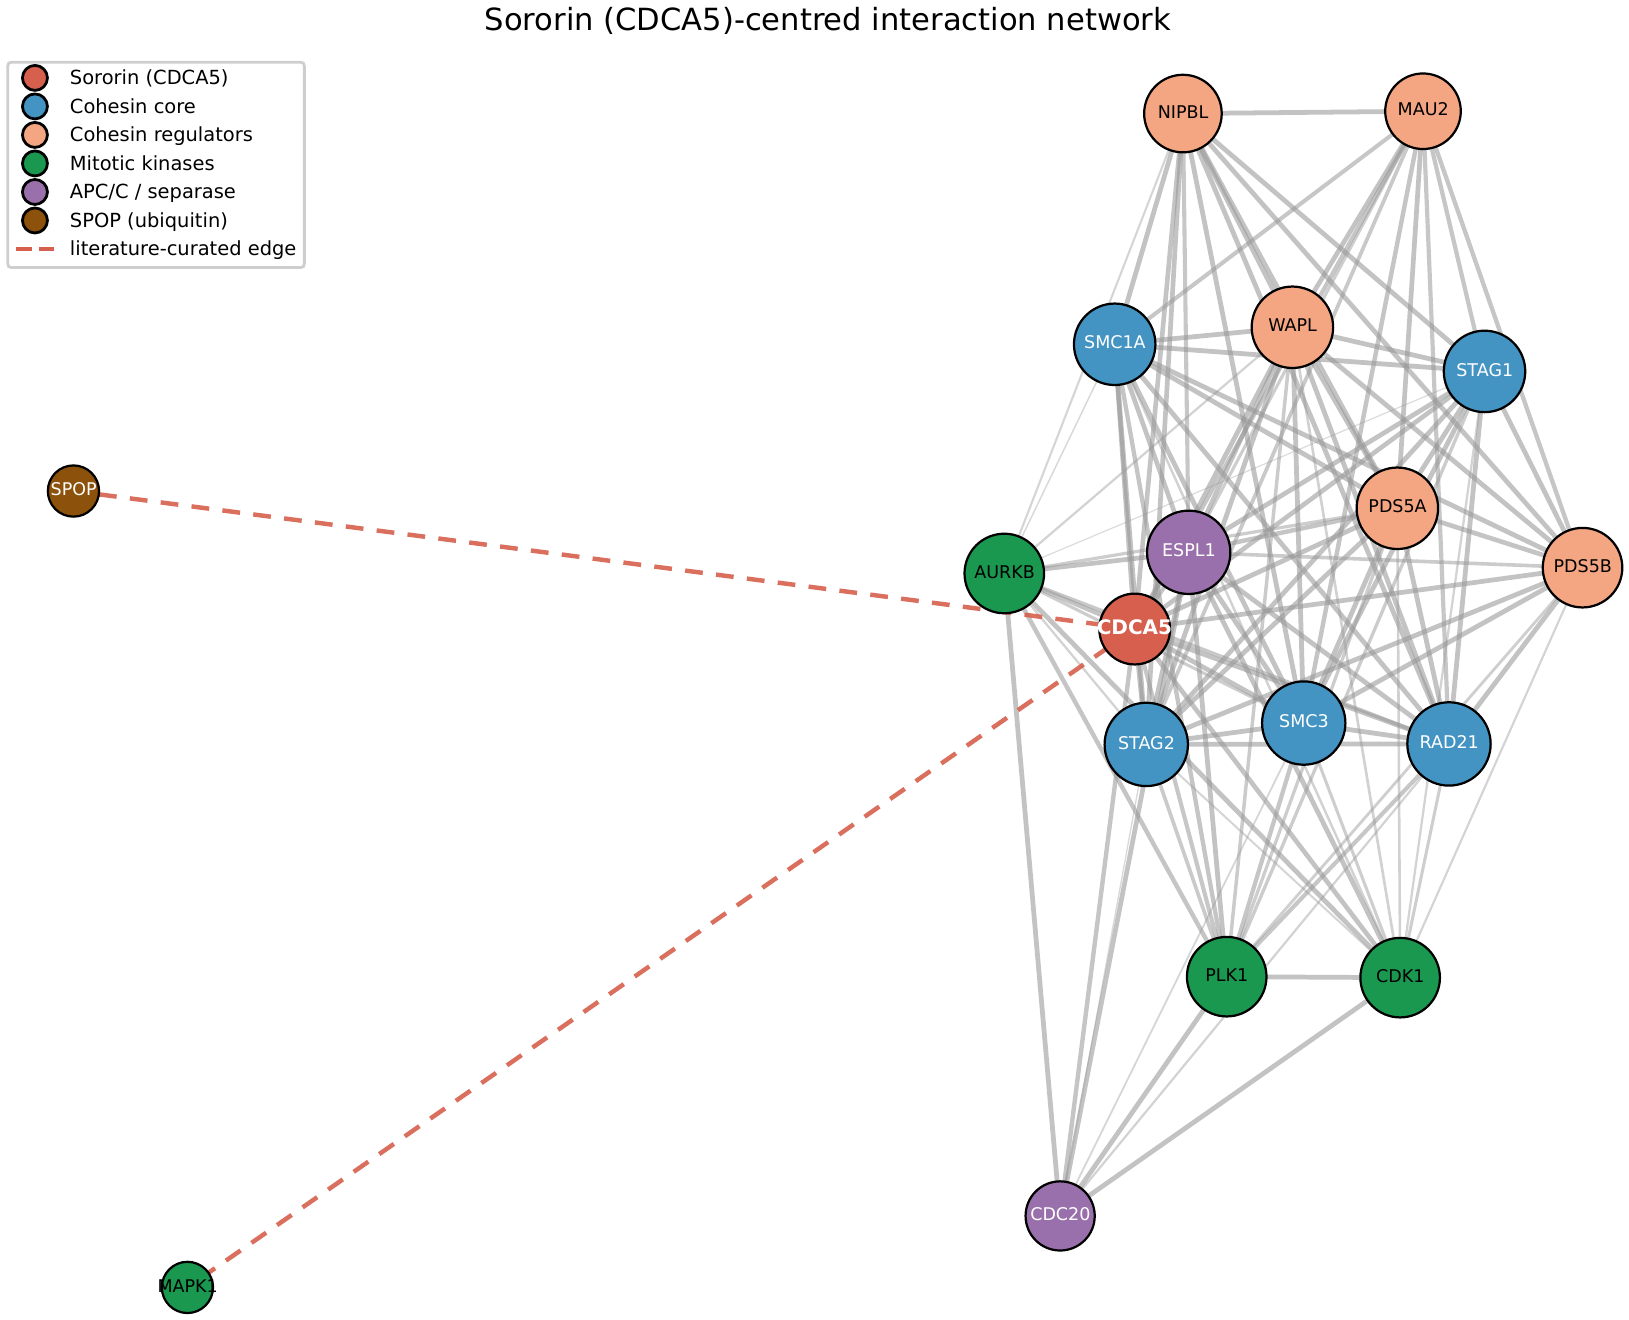 Sororin (CDCA5)-centred interaction network
Sororin (CDCA5)
Cohesin core
Cohesin regulators
Mitotic kinases
APC/C / separase
SPOP (ubiquitin)
literature-curated edge
NIPBL
MAU2
SMC1A
WAPL
STAG1
SPOP
PDS5A
ESPL1
AURKB
PDS5B
CDCA5
STAG2
SMC3
RAD21
PLK1
CDK1
CDC20
MAPK1